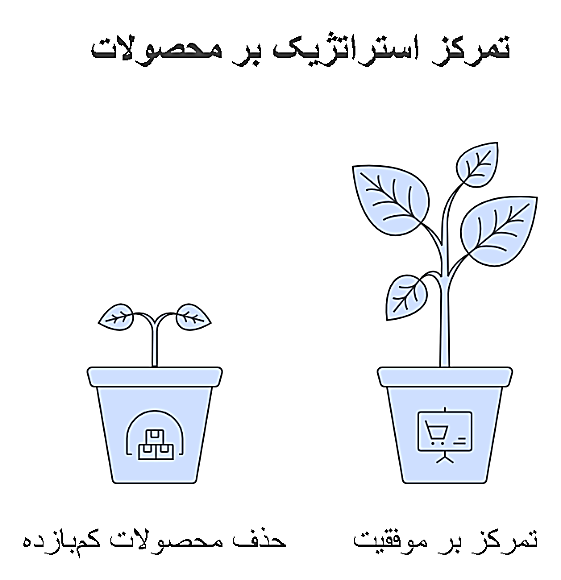 تمرکز استراتژیک بر محصولات
تمرکز بر موفقیت
حذف محصولات کم‌بازده